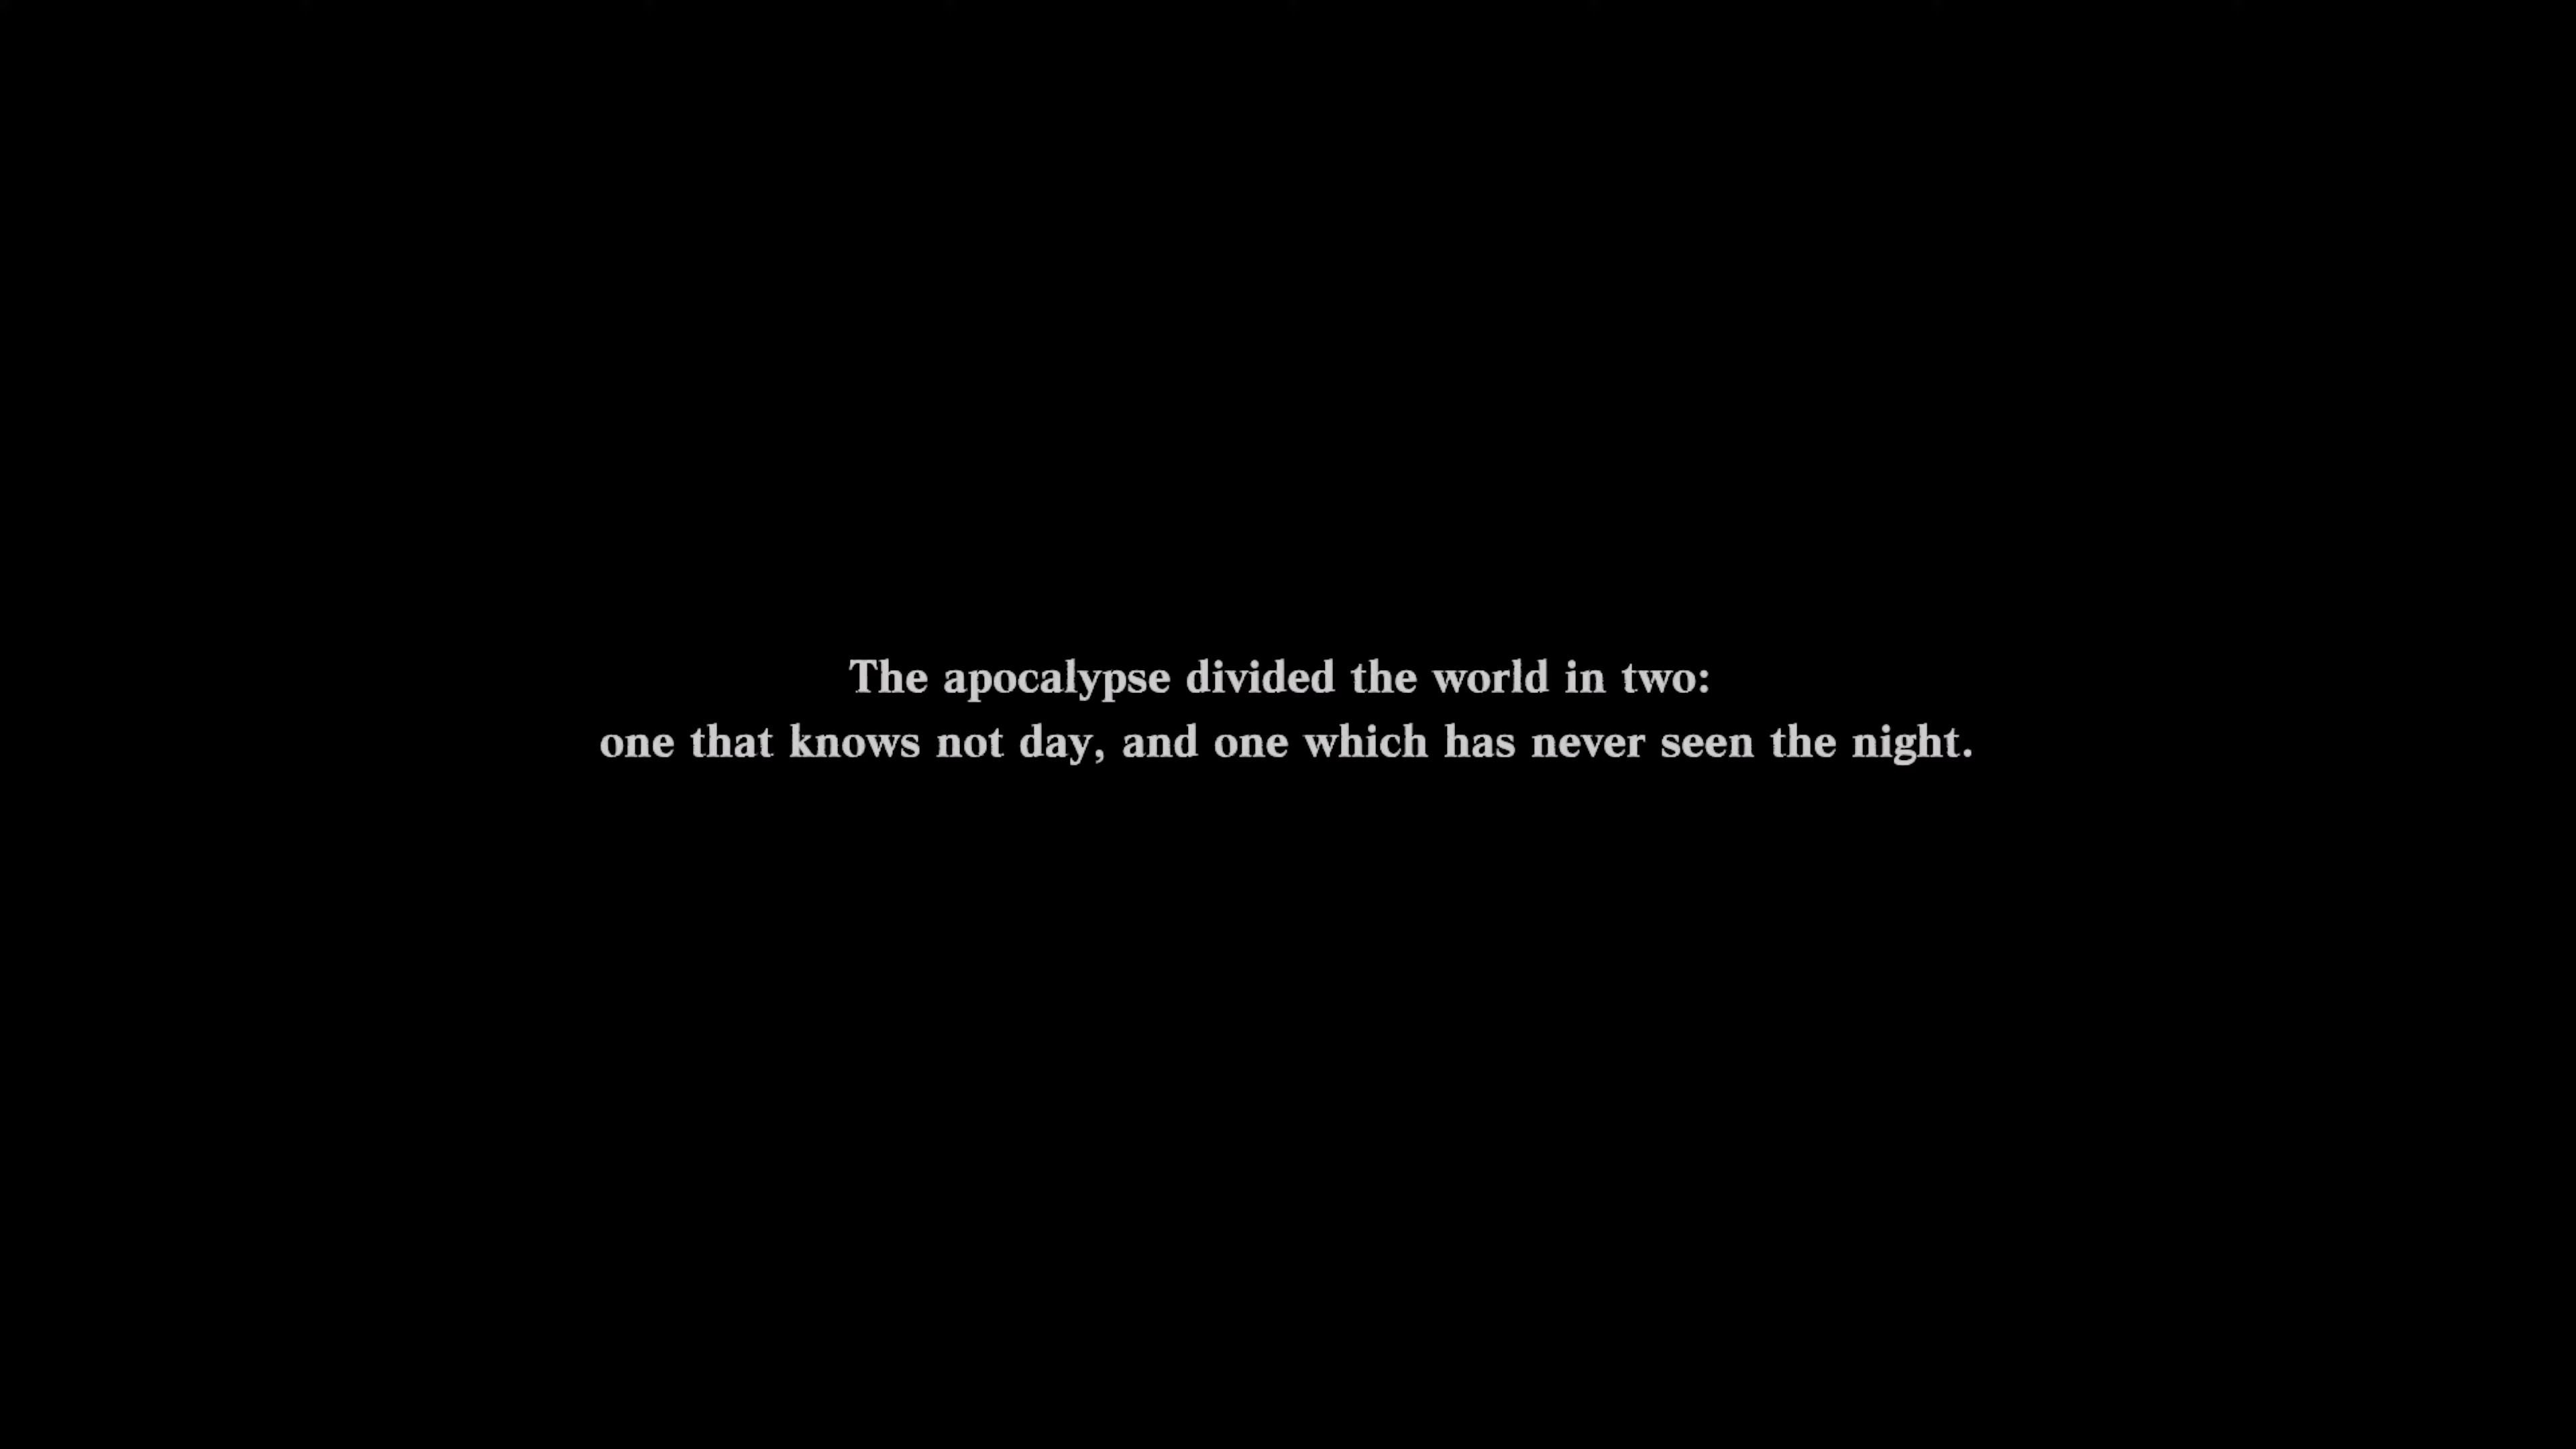 The apocalypse divided the world in two:
one that knows not day, and one which has never seen the night.